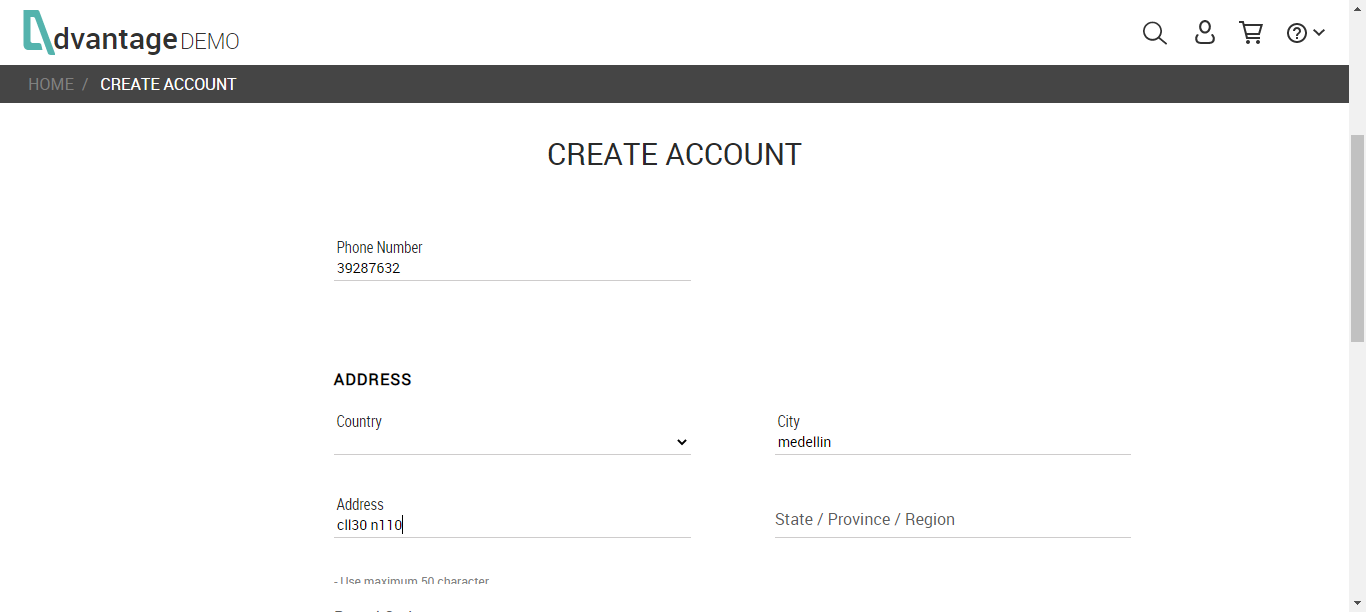 dvantage DEMO
HOME / CREATE ACCOUNT
CREATE ACCOUNT
Phone Number
39287632
ADDRESS
Country
City
medellin
Address
cll30 n110
State / Province / Region
- Use maximum 50 character